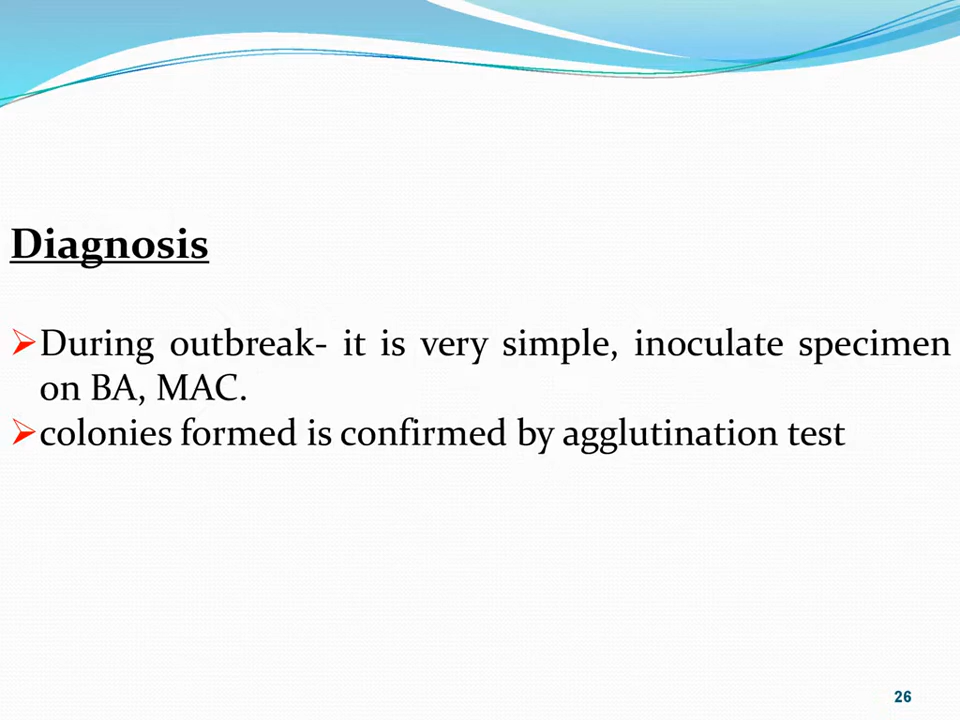 Diagnosis
➢During outbreak- it is very simple, inoculate specimen
on BA, MAC.
➢colonies formed is confirmed by agglutination test
26